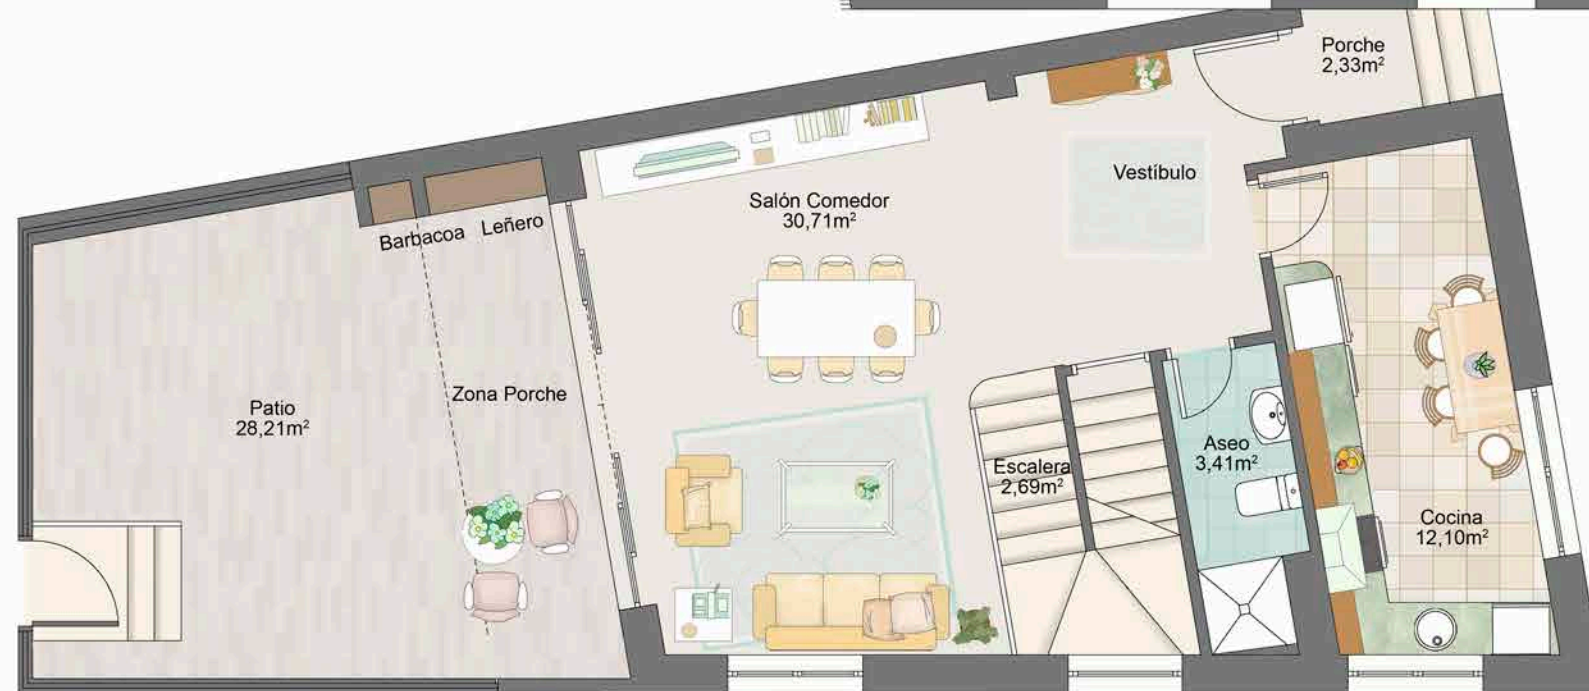 Porche
2,33m²
Vestíbulo
Salón Comedor
30,71m²
Barbacoa
Leñero
Zona Porche
Patio
28,21m²
Escalera
2,69m²
Aseo
3,41m²
Cocina
12,10m²